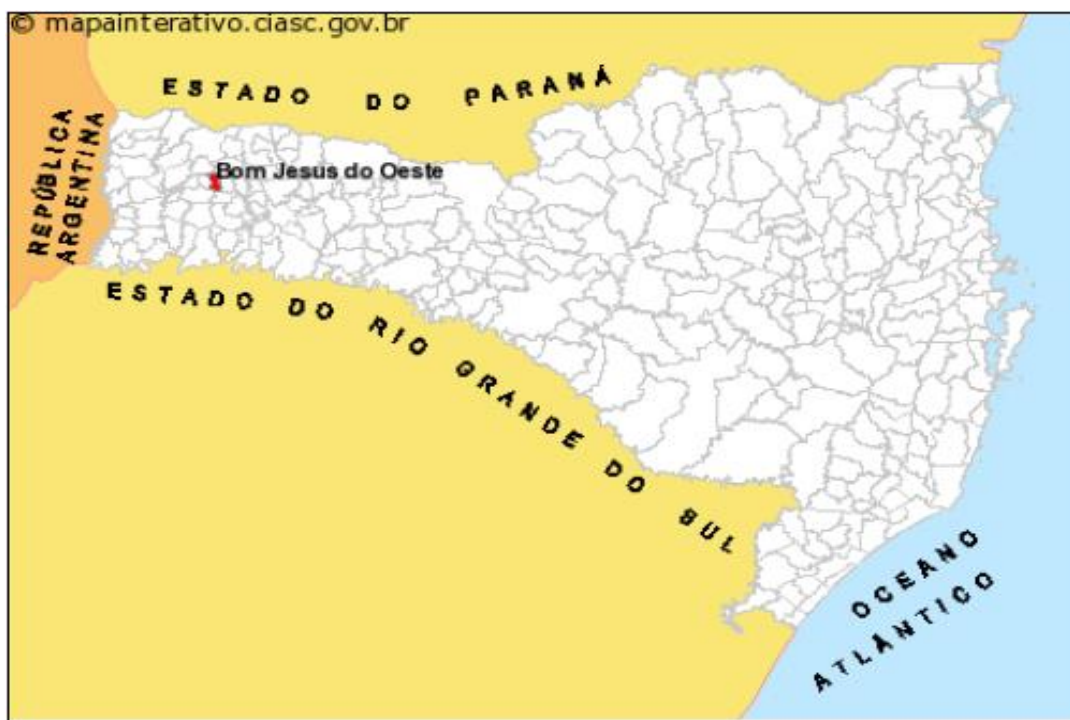 © mapainterativo.ciasc.gov.br
ESTADO DO PARANÁ
REPÚBLICA
ARGENTINA
Bom Jesus do Oeste
ESTADO DO RIO GRANDE DO SUL
OCEANO
ATLÂNTICO